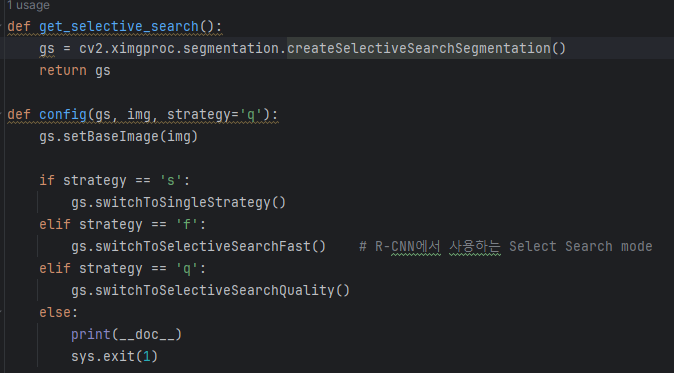 1 usage
def get_selective_search():
    gs = cv2.ximgproc.segmentation.createSelectiveSearchSegmentation()
    return gs
def config(gs, img, strategy='q'):
    gs.setBaseImage(img)
    if strategy == 's':
        gs.switchToSingleStrategy()
    elif strategy == 'f':
        gs.switchToSelectiveSearchFast()    # R-CNN에서 사용하는 Select Search mode
    elif strategy == 'q':
        gs.switchToSelectiveSearchQuality()
    else:
        print(__doc__)
        sys.exit(1)